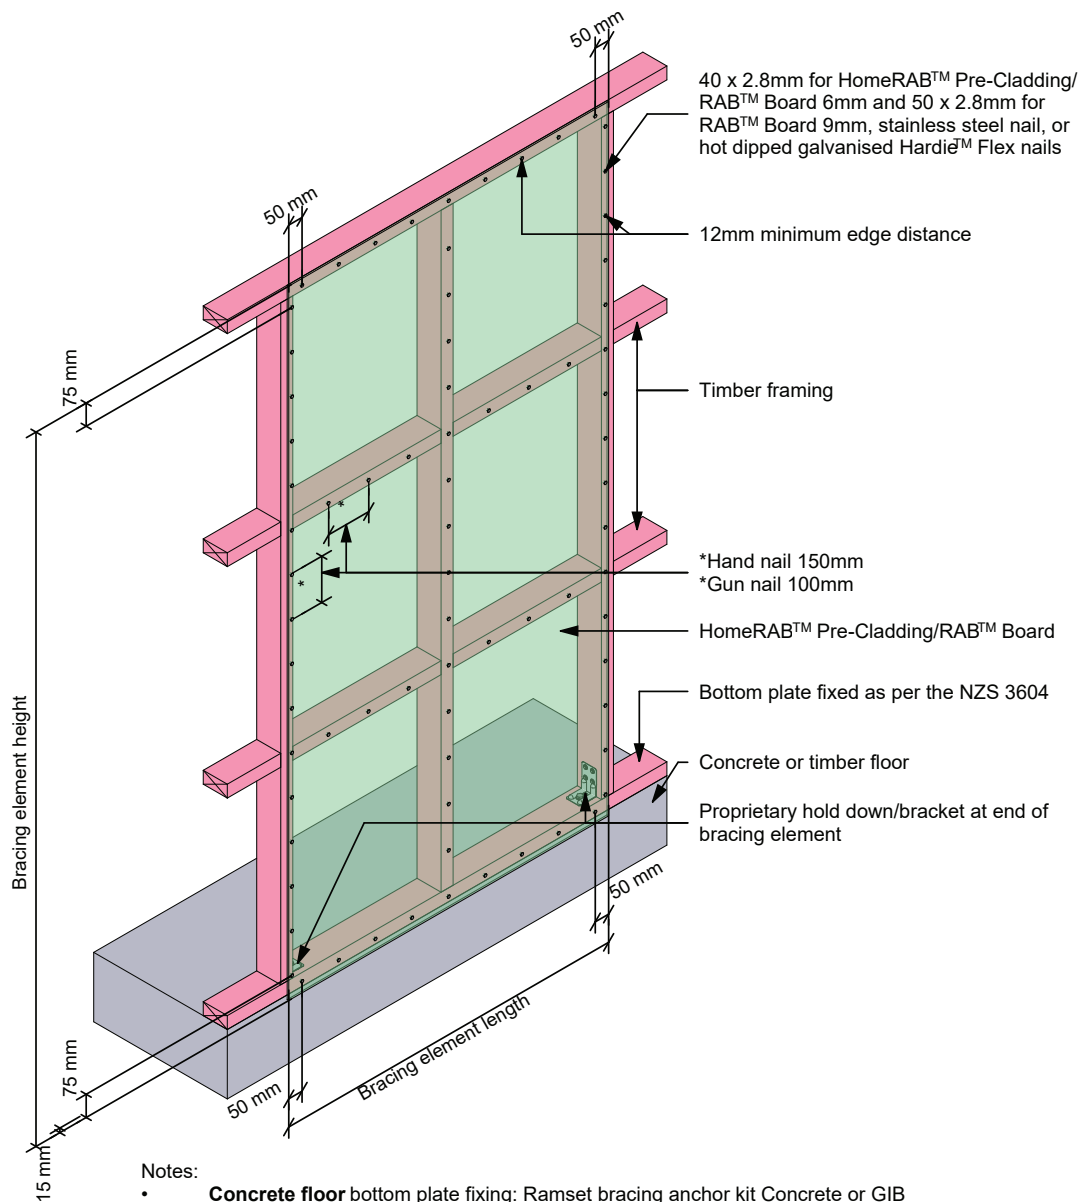 50 mm
40 x 2.8mm for HomeRAB™ Pre-Cladding/
RAB™ Board 6mm and 50 x 2.8mm for
RAB™ Board 9mm, stainless steel nail, or
hot dipped galvanised Hardie™ Flex nails
50 mm
12mm minimum edge distance
75 mm
Timber framing
*
*
*Hand nail 150mm
*Gun nail 100mm
HomeRAB™ Pre-Cladding/RAB™ Board
Bottom plate fixed as per the NZS 3604
Concrete or timber floor
Proprietary hold down/bracket at end of
bracing element
Bracing element height
50 mm
Bracing element length
75 mm
50 mm
15 mm
Notes:
• Concrete floor bottom plate fixing: Ramset bracing anchor kit Concrete or GIB